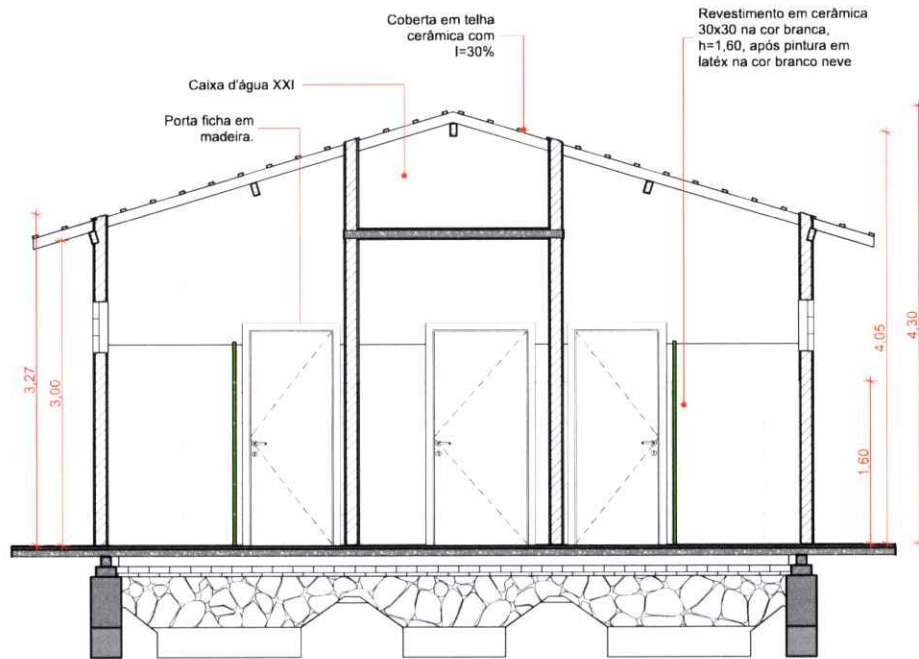 Coberta em telha
cerâmica com
I=30%
Revestimento em cerâmica
30x30 na cor branca,
h=1,60, após pintura em
latéx na cor branco neve
Caixa d'água XXI
Porta ficha em
madeira.
3,27
3,00
4,05
4,30
1,60